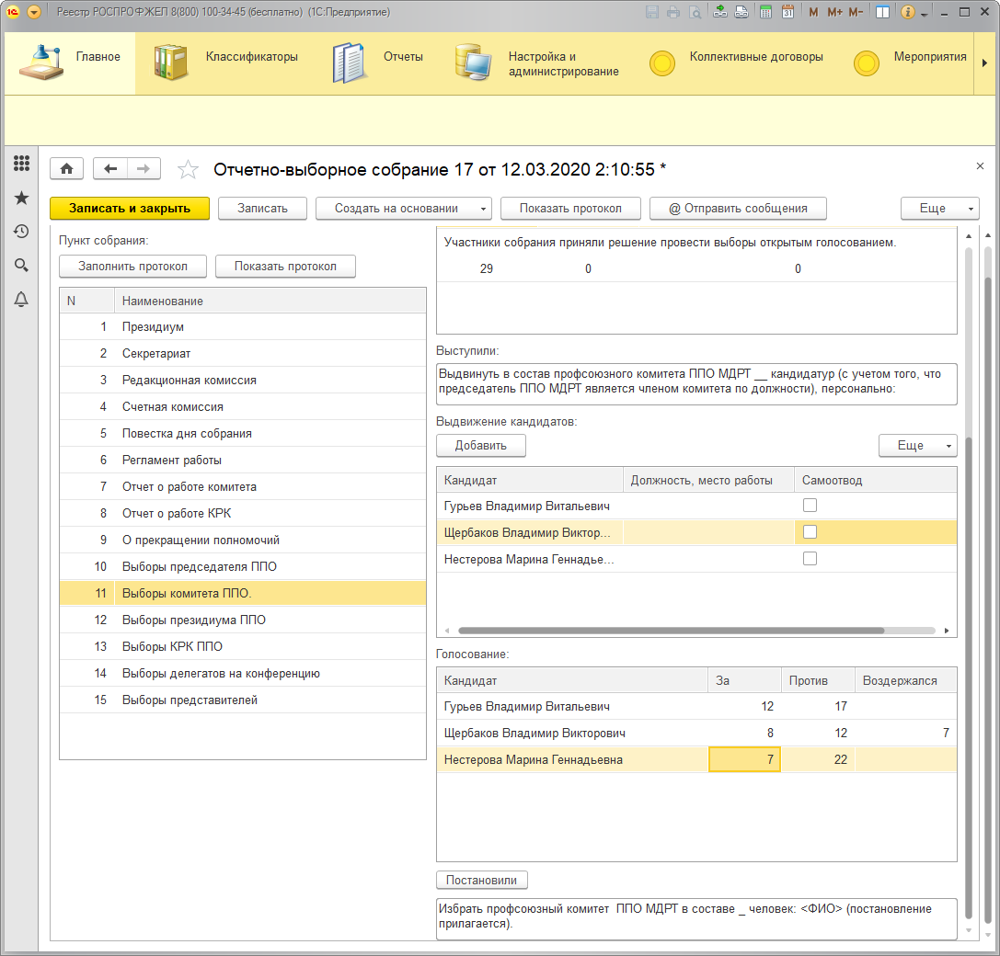 Реестр РОСПРОФЖЕЛ 8(800) 100-34-45 (бесплатно) (1С:Предприятие)
M M+ M-
31
Главное
Классификаторы
Отчеты
Настройка и
администрирование
Коллективные договоры
Мероприятия
Отчетно-выборное собрание 17 от 12.03.2020 2:10:55 *
Записать и закрыть
Записать
Создать на основании
Показать протокол
@ Отправить сообщения
Еще
Пункт собрания:
Заполнить протокол
Показать протокол
N Наименование
1 Президиум
2 Секретариат
3 Редакционная комиссия
4 Счетная комиссия
5 Повестка дня собрания
6 Регламент работы
7 Отчет о работе комитета
8 Отчет о работе КРК
9 О прекращении полномочий
10 Выборы председателя ППО
11 Выборы комитета ППО.
12 Выборы президиума ППО
13 Выборы КРК ППО
14 Выборы делегатов на конференцию
15 Выборы представителей
Участники собрания приняли решение провести выборы открытым голосованием.
29 0 0
Выступили:
Выдвинуть в состав профсоюзного комитета ППО МДРТ __ кандидатур (с учетом того, что
председатель ППО МДРТ является членом комитета по должности), персонально:
Выдвижение кандидатов:
Добавить
Еще
Кандидат Должность, место работы Самоотвод
Гурьев Владимир Витальевич
Щербаков Владимир Виктор...
Нестерова Марина Геннадье...
Голосование:
Кандидат За Против Воздержался
Гурьев Владимир Витальевич 12 17
Щербаков Владимир Викторович 8 12 7
Нестерова Марина Геннадьевна 7 22
Постановили
Избрать профсоюзный комитет  ППО МДРТ в составе _ человек: <ФИО> (постановление
прилагается).